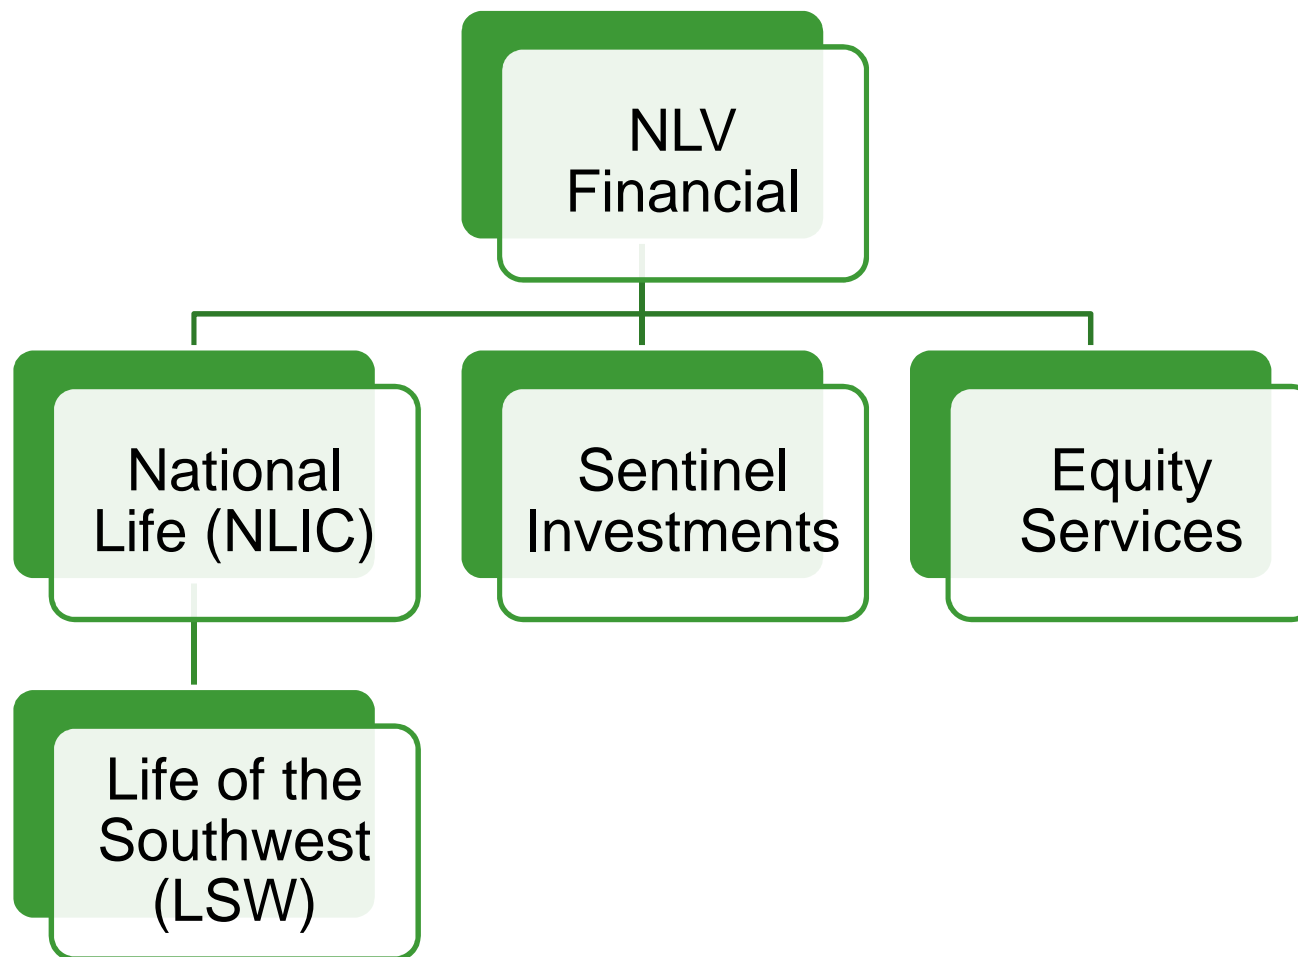 NLV
Financial
National
Life (NLIC)
Sentinel
Investments
Equity
Services
Life of the
Southwest
(LSW)